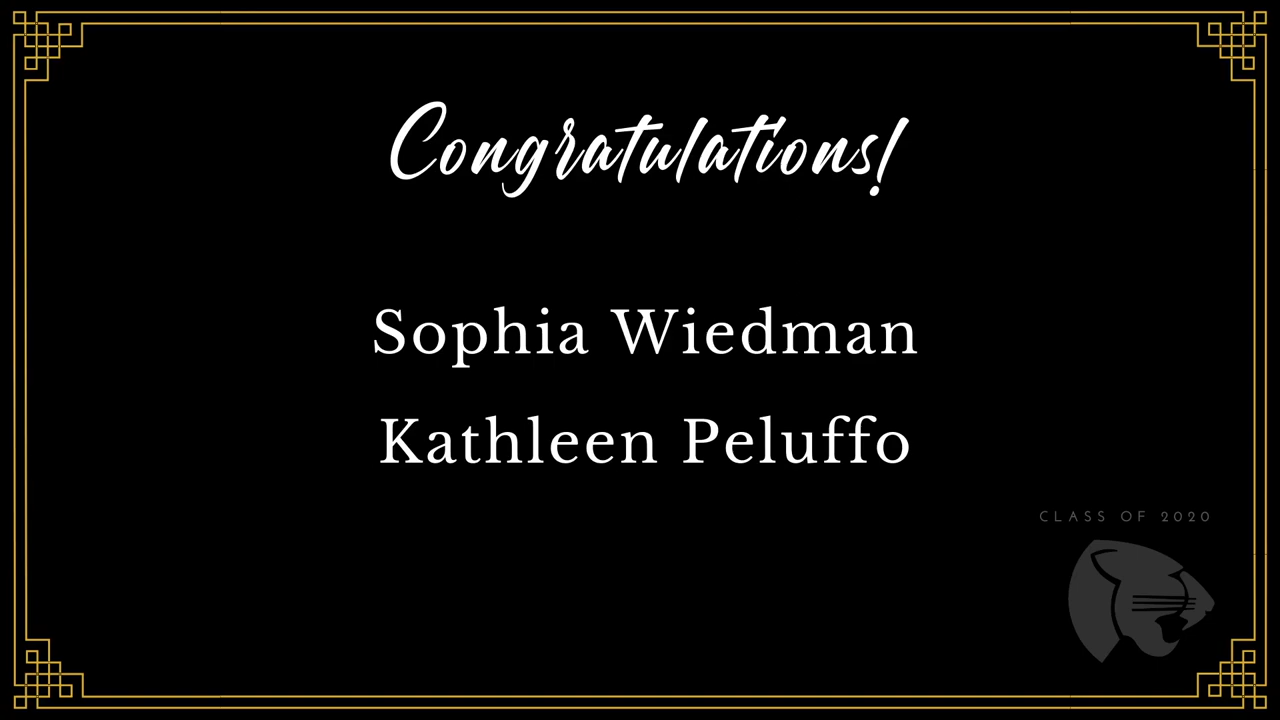 Congratulations!
Sophia Wiedman
Kathleen Peluffo
CLASS OF 2020